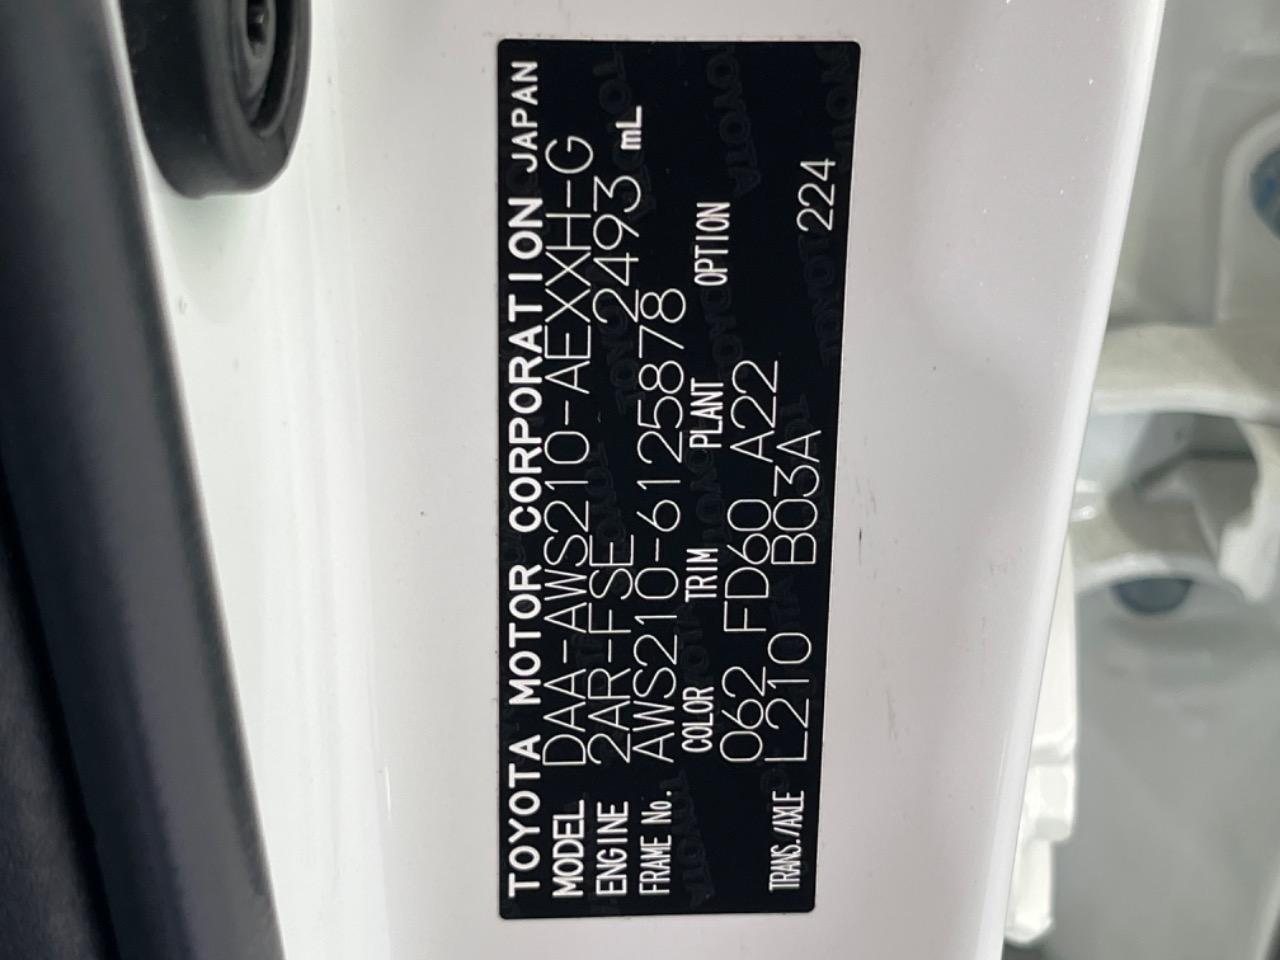 TOYOTA MOTOR CORPORATION JAPAN
MODEL DAA-AWS210-AEXXH-G
ENGINE 2AR-FSE 2493 mL
FRAME No. AWS210-6125878
COLOR TRIM PLANT OPTION
062 FD60 A22
TRANS./AXLE L210 B03A 224